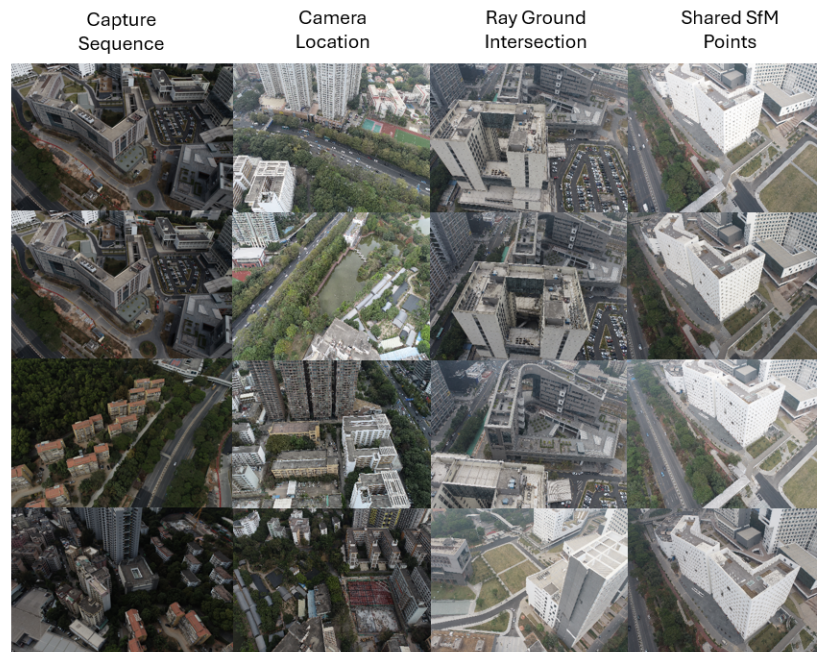 Capture
Sequence
Camera
Location
Ray Ground
Intersection
Shared SfM
Points